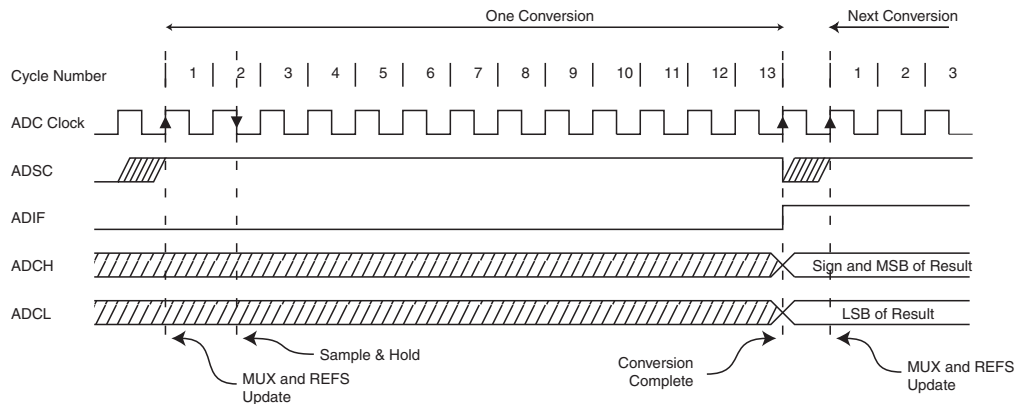 One Conversion
Next Conversion
Cycle Number 1 2 3 4 5 6 7 8 9 10 11 12 13 1 2 3
ADC Clock
ADSC
ADIF
ADCH Sign and MSB of Result
ADCL LSB of Result
Sample & Hold
MUX and REFS
Update
Conversion
Complete
MUX and REFS
Update